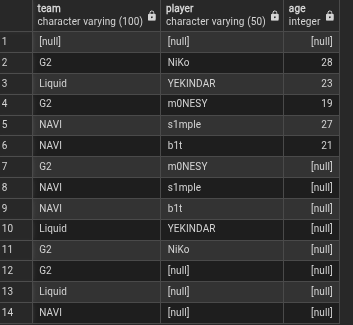 team
character varying (100)
player
character varying (50)
age
integer
1 [null] [null] [null]
2 G2 NiKo 28
3 Liquid YEKINDAR 23
4 G2 m0NESY 19
5 NAVI s1mple 27
6 NAVI b1t 21
7 G2 m0NESY [null]
8 NAVI s1mple [null]
9 NAVI b1t [null]
10 Liquid YEKINDAR [null]
11 G2 NiKo [null]
12 G2 [null] [null]
13 Liquid [null] [null]
14 NAVI [null] [null]